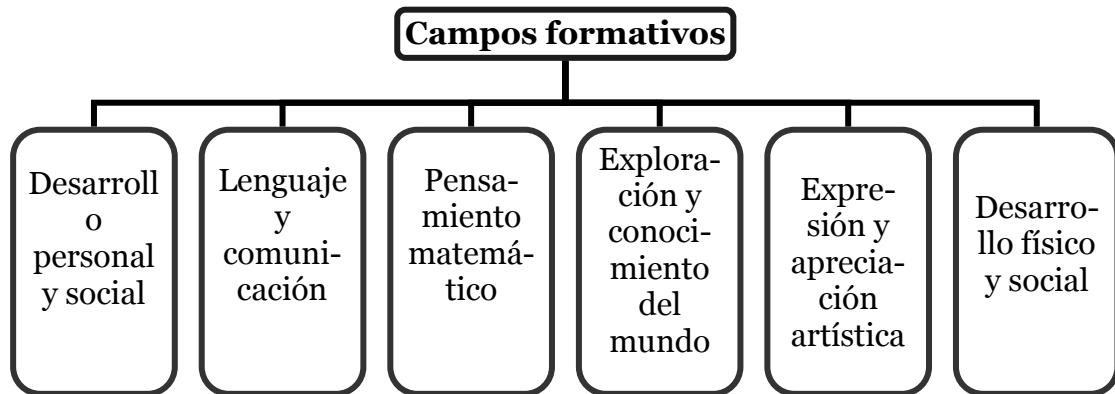 Campos formativos
Desarroll
o
personal
y social
Lenguaje
y
comuni-
cación
Pensa-
miento
matemá-
tico
Explora-
ción y
conoci-
miento
del
mundo
Expre-
sión y
aprecia-
ción
artística
Desarro-
llo físico
y social